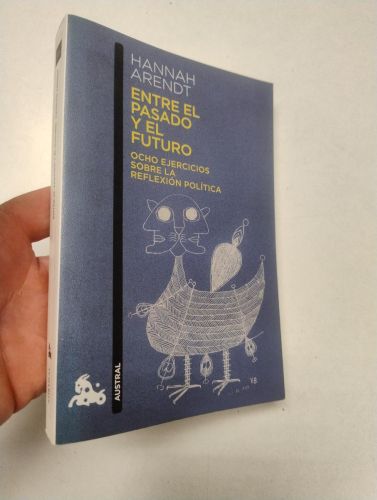 HANNAH
ARENDT
ENTRE EL
PASADO
Y EL
FUTURO
OCHO EJERCICIOS
SOBRE LA
REFLEXIÓN POLÍTICA
AUSTRAL